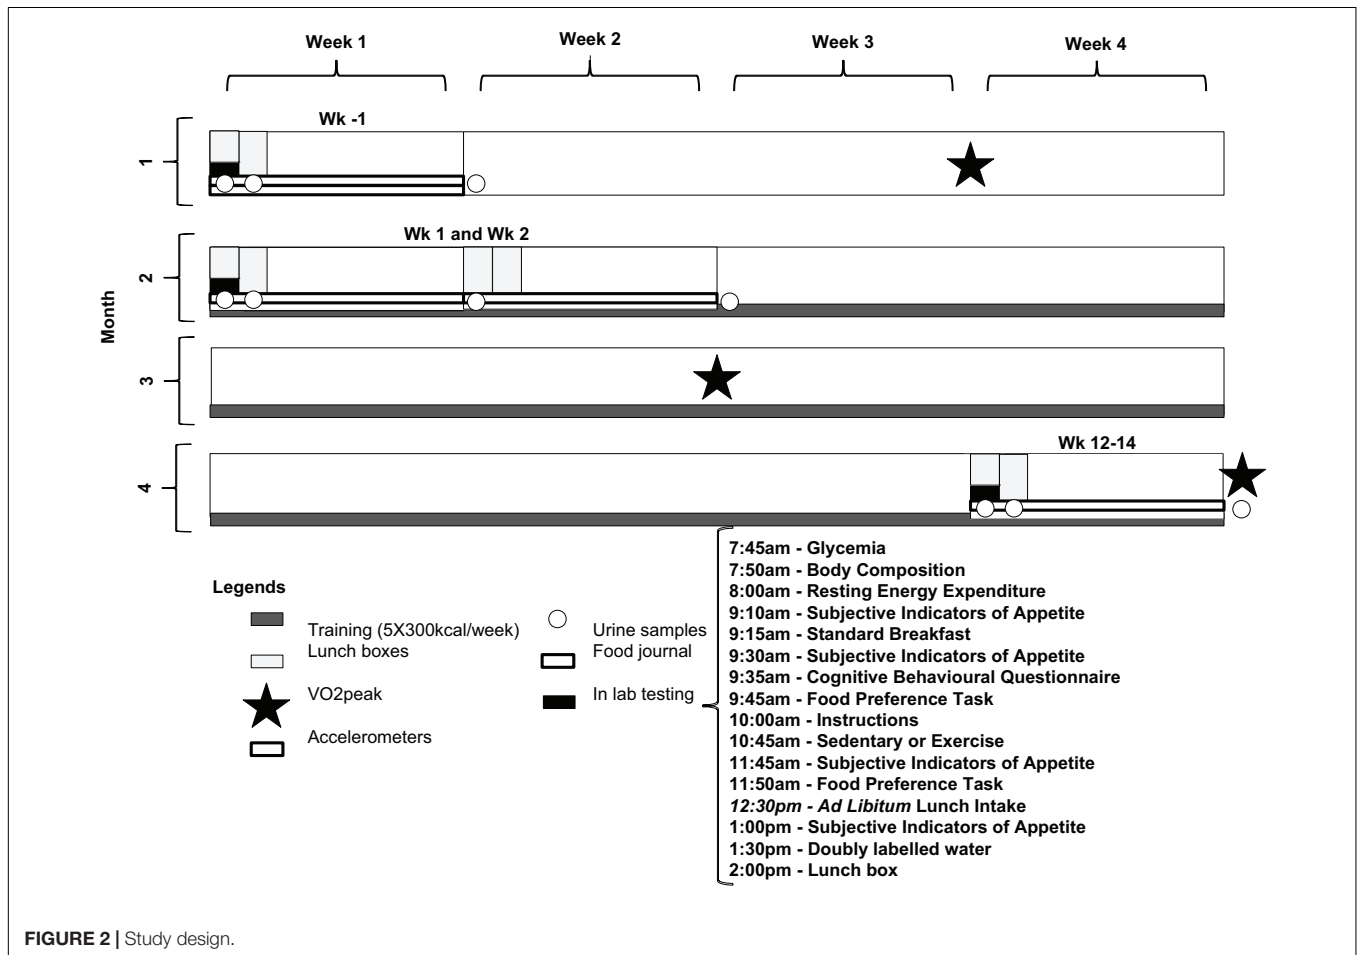 Week 1
Week 2
Week 3
Week 4
Wk -1
1
Wk 1 and Wk 2
2
Month
3
Wk 12-14
4
Legends
Training (5X300kcal/week)
Lunch boxes
VO2peak
Accelerometers
Urine samples
Food journal
In lab testing
7:45am - Glycemia
7:50am - Body Composition
8:00am - Resting Energy Expenditure
9:10am - Subjective Indicators of Appetite
9:15am - Standard Breakfast
9:30am - Subjective Indicators of Appetite
9:35am - Cognitive Behavioural Questionnaire
9:45am - Food Preference Task
10:00am - Instructions
10:45am - Sedentary or Exercise
11:45am - Subjective Indicators of Appetite
11:50am - Food Preference Task
12:30pm - Ad Libitum Lunch Intake
1:00pm - Subjective Indicators of Appetite
1:30pm - Doubly labelled water
2:00pm - Lunch box
FIGURE 2 | Study design.